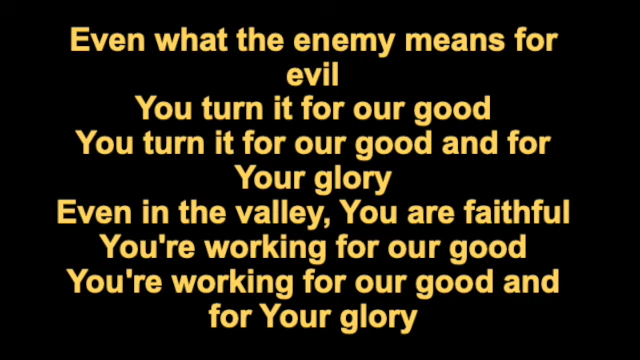 Even what the enemy means for
evil
You turn it for our good
You turn it for our good and for
Your glory
Even in the valley, You are faithful
You're working for our good
You're working for our good and
for Your glory